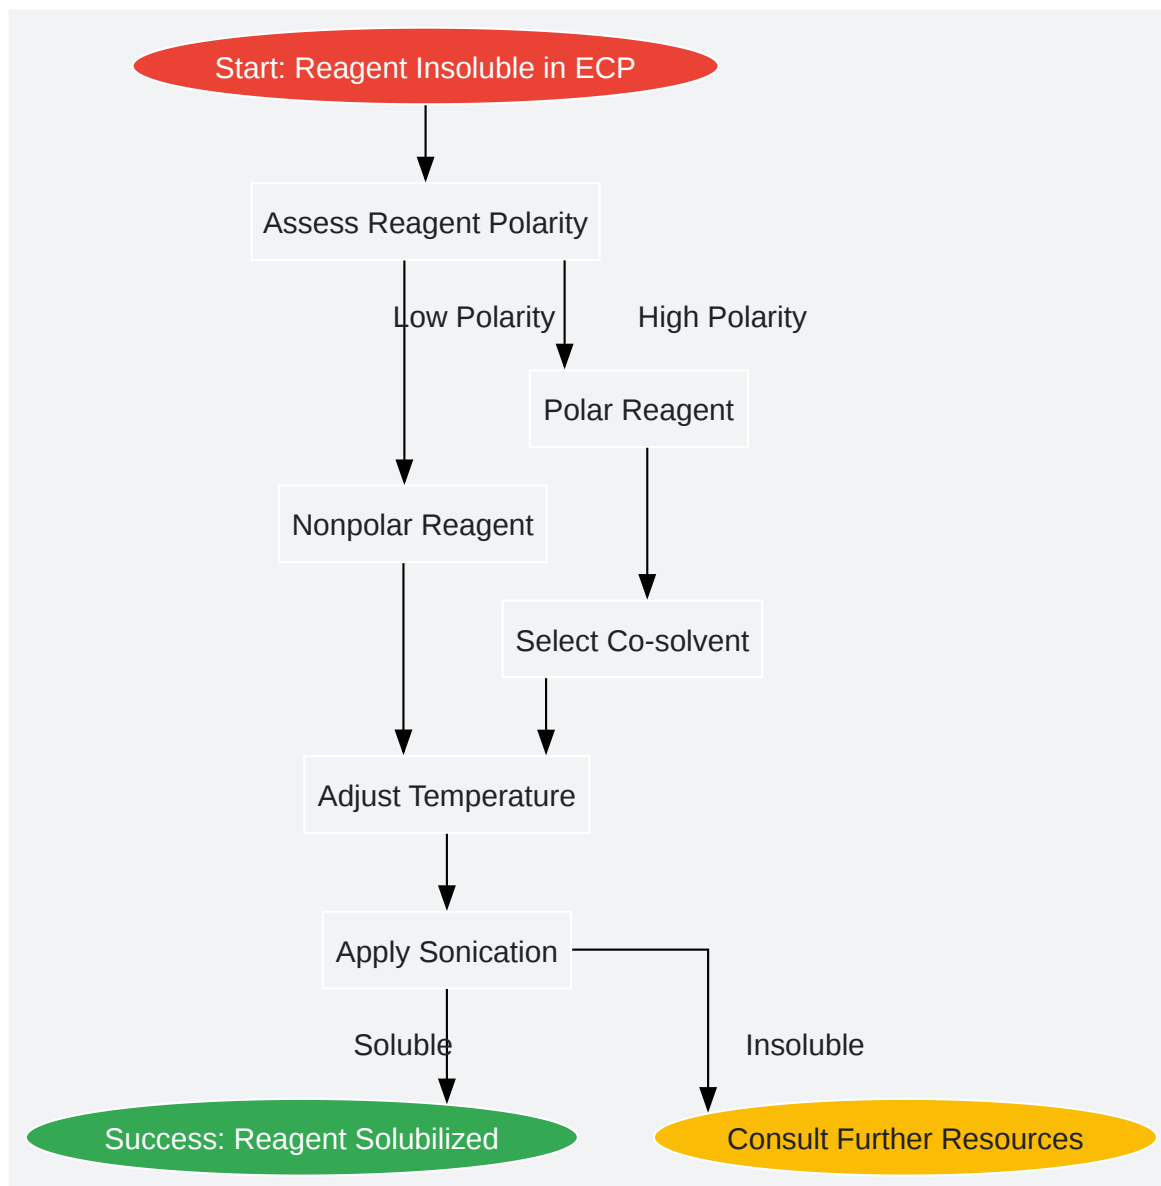 Start: Reagent Insoluble in ECP
Assess Reagent Polarity
Low Polarity
High Polarity
Polar Reagent
Nonpolar Reagent
Select Co-solvent
Adjust Temperature
Apply Sonication
Soluble
Insoluble
Success: Reagent Solubilized
Consult Further Resources